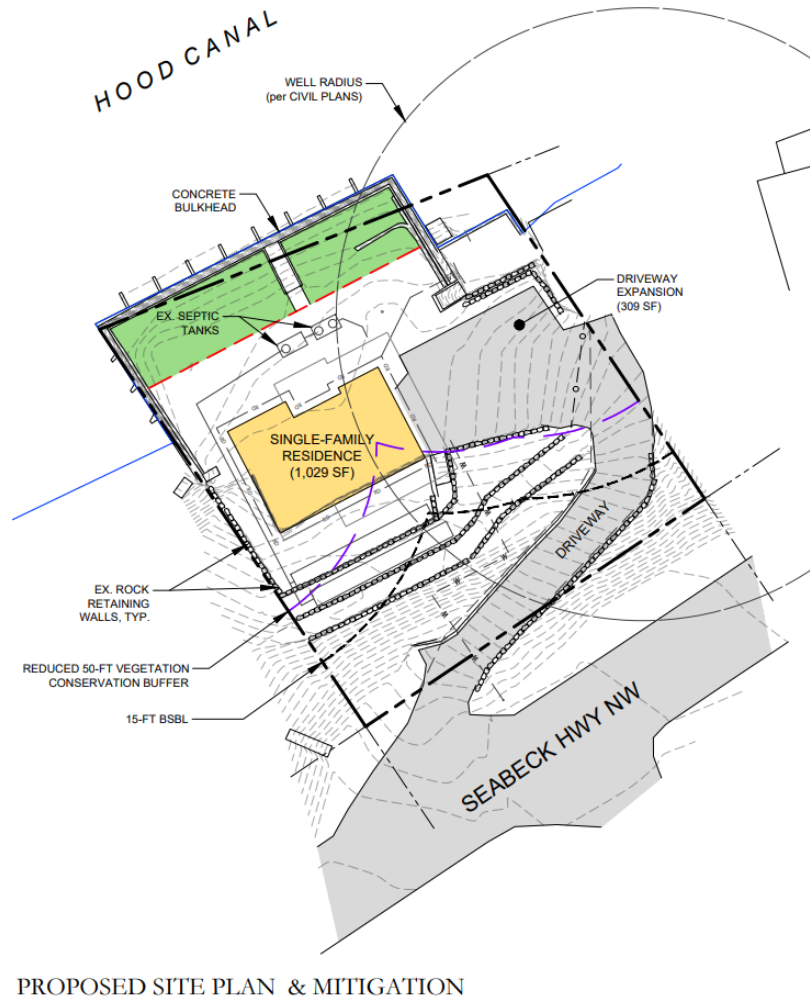 HOOD CANAL
WELL RADIUS
(per CIVIL PLANS)
CONCRETE
BULKHEAD
DRIVEWAY
EXPANSION
(309 SF)
EX. SEPTIC
TANKS
SINGLE-FAMILY
RESIDENCE
(1,029 SF)
DRIVEWAY
EX. ROCK
RETAINING
WALLS, TYP.
REDUCED 50-FT VEGETATION
CONSERVATION BUFFER
15-FT BSBL
SEABECK HWY NW
PROPOSED SITE PLAN & MITIGATION